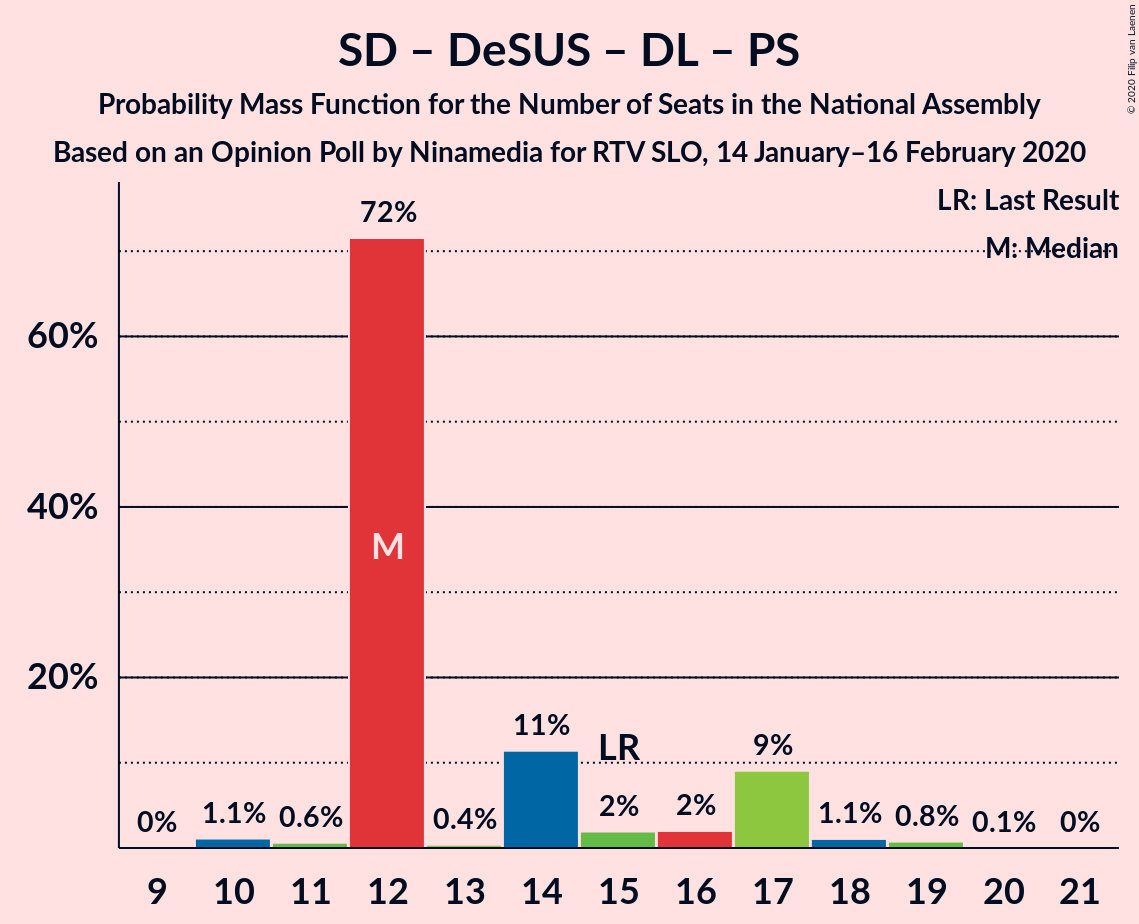 SD – DeSUS – DL – PS
Probability Mass Function for the Number of Seats in the National Assembly
Based on an Opinion Poll by Ninamedia for RTV SLO, 14 January–16 February 2020
© 2020 Filip van Laenen
LR: Last Result
M: Median
60%
40%
20%
0%
1.1%
0.6%
72%
M
0.4%
11%
LR
2%
2%
9%
1.1%
0.8%
0.1%
0%
9 10 11 12 13 14 15 16 17 18 19 20 21